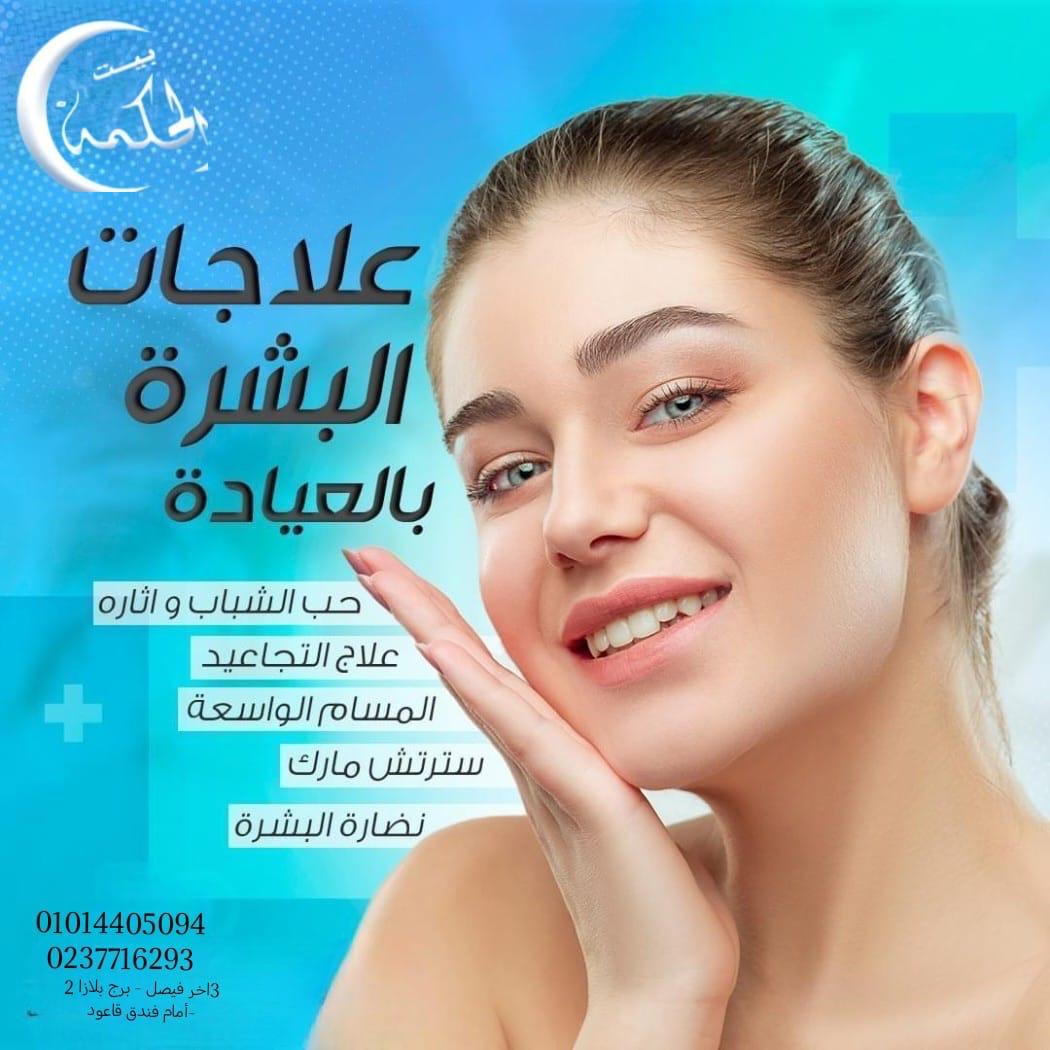 بيت
الحكمة
علاجات
البشرة
بالعيادة
حب الشباب و اثاره
علاج التجاعيد
المسام الواسعة
سترتش مارك
نضارة البشرة
01014405094
0237716293
3اخر فيصل - برج بلازا 2
-أمام فندق قاعود